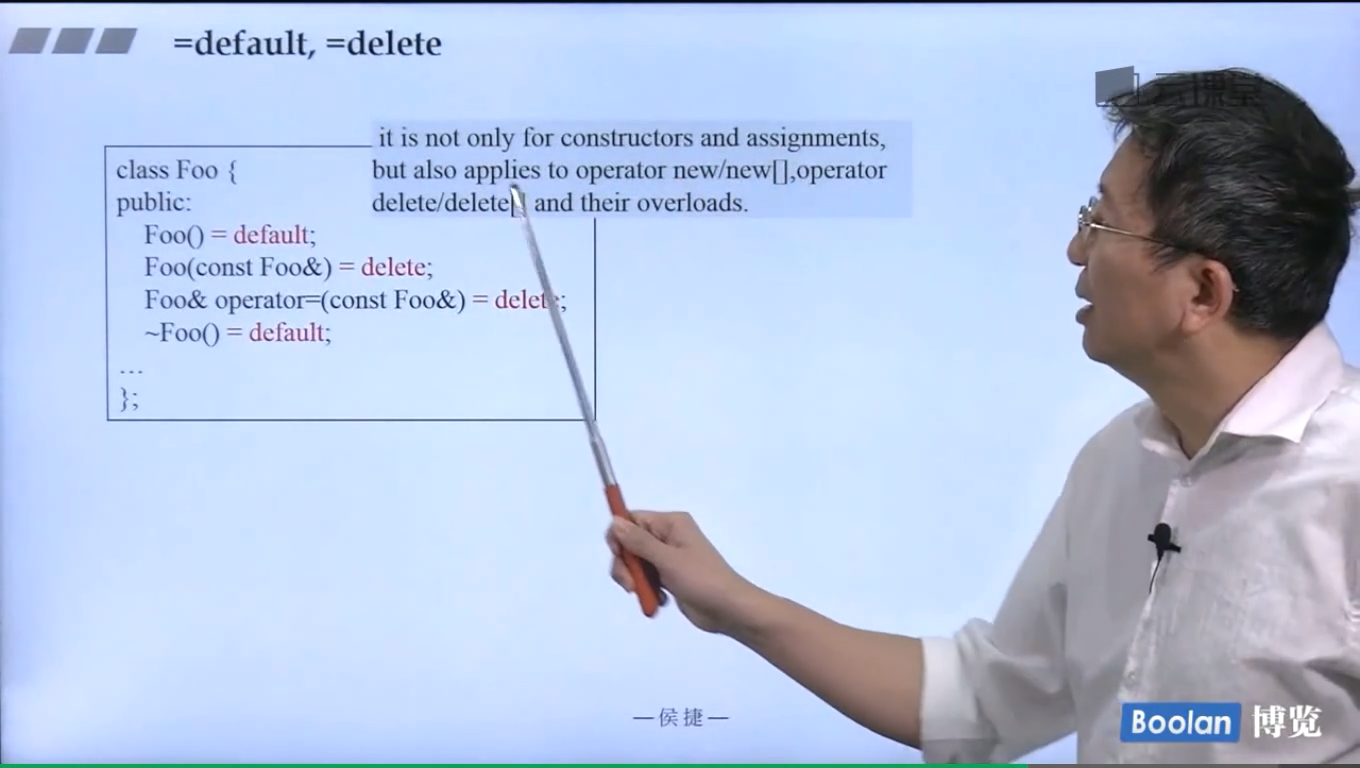 =default, =delete
云课堂
it is not only for constructors and assignments,
but also applies to operator new/new[],operator
delete/delete[] and their overloads.
class Foo {
public:
Foo() = default;
Foo(const Foo&) = delete;
Foo& operator=(const Foo&) = delete;
~Foo() = default;
...
};
—侯捷—
Boolan 博览